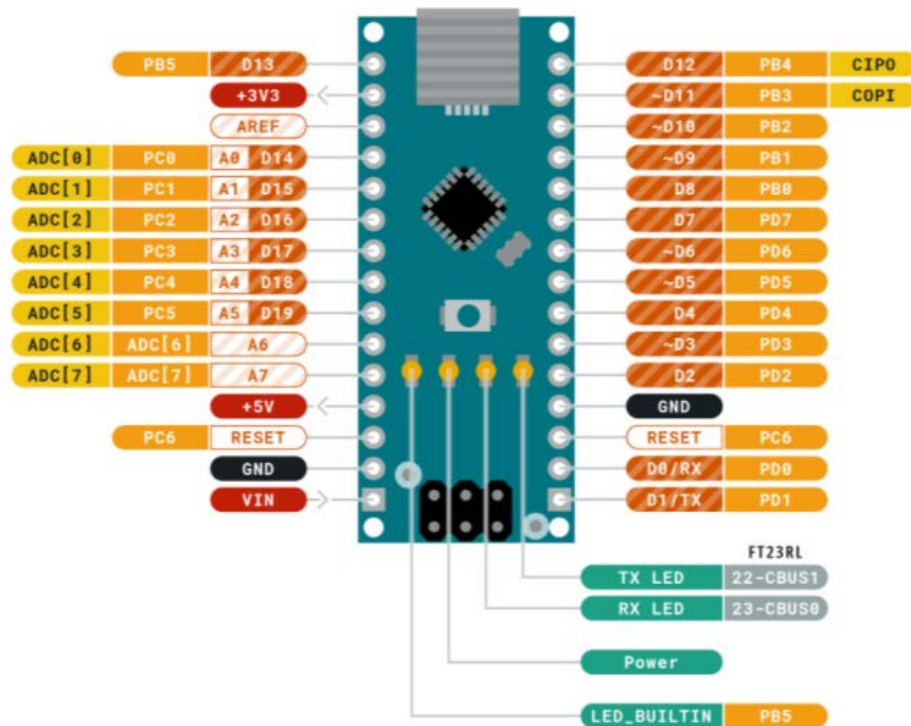 PB5 D13 D12 PB4 CIPO
+3V3 ~D11 PB3 COPI
AREF ~D10 PB2
ADC[0] PC0 A0 D14 ~D9 PB1
ADC[1] PC1 A1 D15 D8 PB0
ADC[2] PC2 A2 D16 D7 PD7
ADC[3] PC3 A3 D17 ~D6 PD6
ADC[4] PC4 A4 D18 ~D5 PD5
ADC[5] PC5 A5 D19 D4 PD4
ADC[6] ADC[6] A6 ~D3 PD3
ADC[7] ADC[7] A7 D2 PD2
+5V GND
PC6 RESET RESET PC6
GND D0/RX PD0
VIN D1/TX PD1
FT23RL
TX LED 22-CBUS1
RX LED 23-CBUS0
Power
LED_BUILTIN PB5